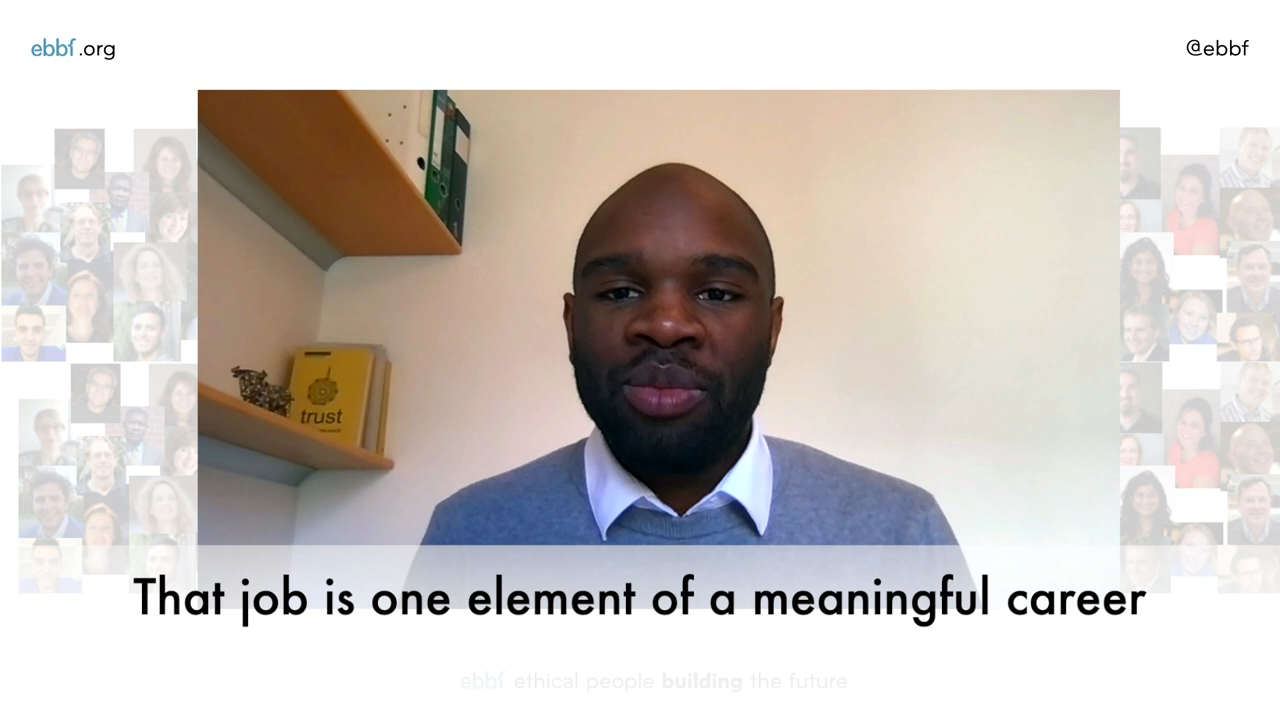 ebbf.org
@ebbf
trust
That job is one element of a meaningful career
ebbf ethical people building the future